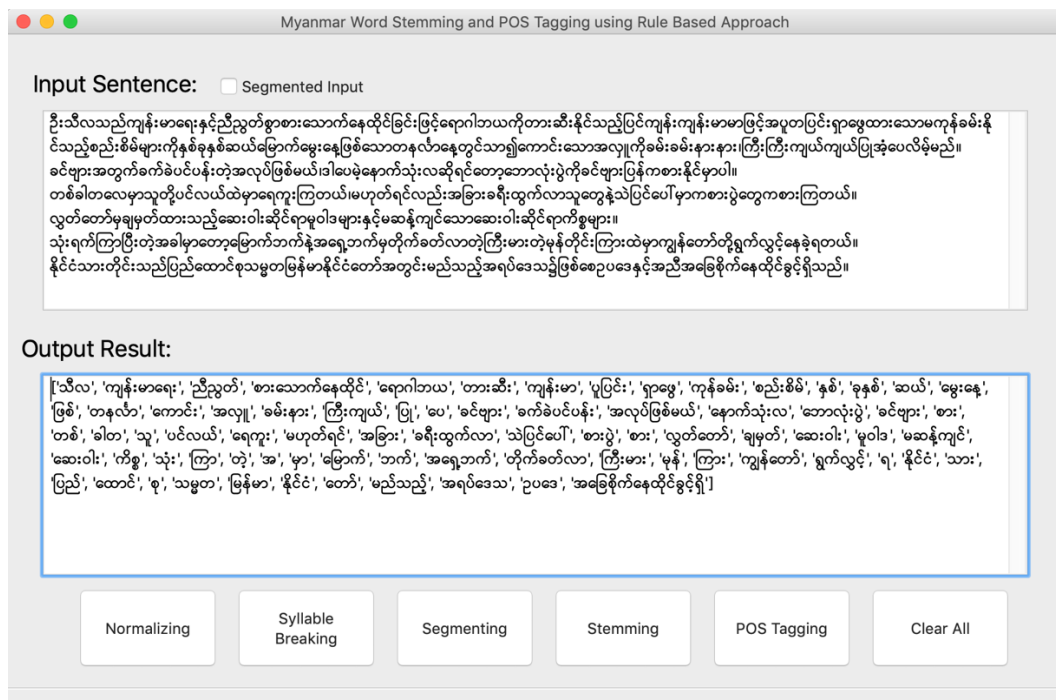 Myanmar Word Stemming and POS Tagging using Rule Based Approach
Input Sentence:
Segmented Input
ဦးသီလသည်ကျန်းမာရေးနှင့်ညီညွတ်စွာစားသောက်နေထိုင်ခြင်းဖြင့်ရောဂါဘယကိုတားဆီးနိုင်သည့်ပြင်ကျန်းကျန်းမာမာဖြင့်အပူတပြင်းရှာဖွေထားသောမကုန်ခမ်းနို
င်သည့်စည်းစိမ်များကိုနှစ်ခုနှစ်ဆယ်မြောက်မွေးနေ့ဖြစ်သောတနင်္လာနေ့တွင်သာ၍ကောင်းသောအလှူကိုခမ်းခမ်းနားနား၊ကြီးကြီးကျယ်ကျယ်ပြုအံ့ပေလိမ့်မည်။
ခင်ဗျားအတွက်ခက်ခဲပင်ပန်းတဲ့အလုပ်ဖြစ်မယ်၊ဒါပေမဲ့နောက်သုံးလဆိုရင်တော့ဘောလုံးပွဲကိုခင်ဗျားပြန်ကစားနိုင်မှာပါ။
တစ်ခါတလေမှာသူတို့ပင်လယ်ထဲမှာရေကူးကြတယ်၊မဟုတ်ရင်လည်းအခြားခရီးထွက်လာသူတွေနဲ့သဲပြင်ပေါ်မှာကစားပွဲတွေကစားကြတယ်။
လွှတ်တော်မှချမှတ်ထားသည့်ဆေးဝါးဆိုင်ရာမူဝါဒများနှင့်မဆန့်ကျင်သောဆေးဝါးဆိုင်ရာကိစ္စများ။
သုံးရက်ကြာပြီးတဲ့အခါမှာတော့မြောက်ဘက်နဲ့အရှေ့ဘက်မှတိုက်ခတ်လာတဲ့ကြီးမားတဲ့မုန်တိုင်းကြားထဲမှာကျွန်တော်တို့ရွက်လွှင့်နေခဲ့ရတယ်။
နိုင်ငံသားတိုင်းသည်ပြည်ထောင်စုသမ္မတမြန်မာနိုင်ငံတော်အတွင်းမည်သည့်အရပ်ဒေသ၌ဖြစ်စေဥပဒေနှင့်အညီအခြေစိုက်နေထိုင်ခွင့်ရှိသည်။
Output Result:
['သီလ', 'ကျန်းမာရေး', 'ညီညွတ်', 'စားသောက်နေထိုင်', 'ရောဂါဘယ', 'တားဆီး', 'ကျန်းမာ', 'ပူပြင်း', 'ရှာဖွေ', 'ကုန်ခမ်း', 'စည်းစိမ်', 'နှစ်', 'ခုနှစ်', 'ဆယ်', 'မွေးနေ့',
'ဖြစ်', 'တနင်္လာ', 'ကောင်း', 'အလှူ', 'ခမ်းနား', 'ကြီးကျယ်', 'ပြု', 'ပေ', 'ခင်ဗျား', 'ခက်ခဲပင်ပန်း', 'အလုပ်ဖြစ်မယ်', 'နောက်သုံးလ', 'ဘောလုံးပွဲ', 'ခင်ဗျား', 'စား',
'တစ်', 'ခါတ', 'သူ', 'ပင်လယ်', 'ရေကူး', 'မဟုတ်ရင်', 'အခြား', 'ခရီးထွက်လာ', 'သဲပြင်ပေါ်', 'စားပွဲ', 'စား', 'လွှတ်တော်', 'ချမှတ်', 'ဆေးဝါး', 'မူဝါဒ', 'မဆန့်ကျင်',
'ဆေးဝါး', 'ကိစ္စ', 'သုံး', 'ကြာ', 'တဲ့', 'အ', 'မှာ', 'မြောက်', 'ဘက်', 'အရှေ့ဘက်', 'တိုက်ခတ်လာ', 'ကြီးမား', 'မုန်', 'ကြား', 'ကျွန်တော်', 'ရွက်လွှင့်', 'ရ', 'နိုင်ငံ', 'သား',
'ပြည်', 'ထောင်', 'စု', 'သမ္မတ', 'မြန်မာ', 'နိုင်ငံ', 'တော်', 'မည်သည့်', 'အရပ်ဒေသ', 'ဥပဒေ', 'အခြေစိုက်နေထိုင်ခွင့်ရှိ']
Normalizing
Syllable
Breaking
Segmenting
Stemming
POS Tagging
Clear All